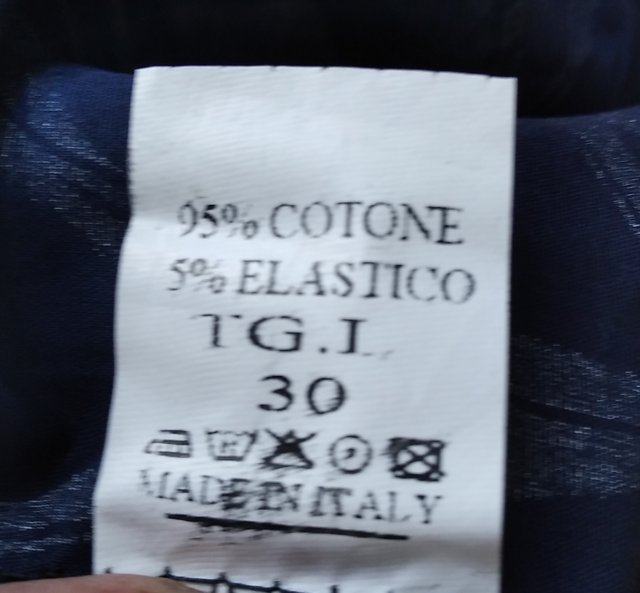 95% COTONE
5% ELASTICO
TG.L
30
MADE IN ITALY